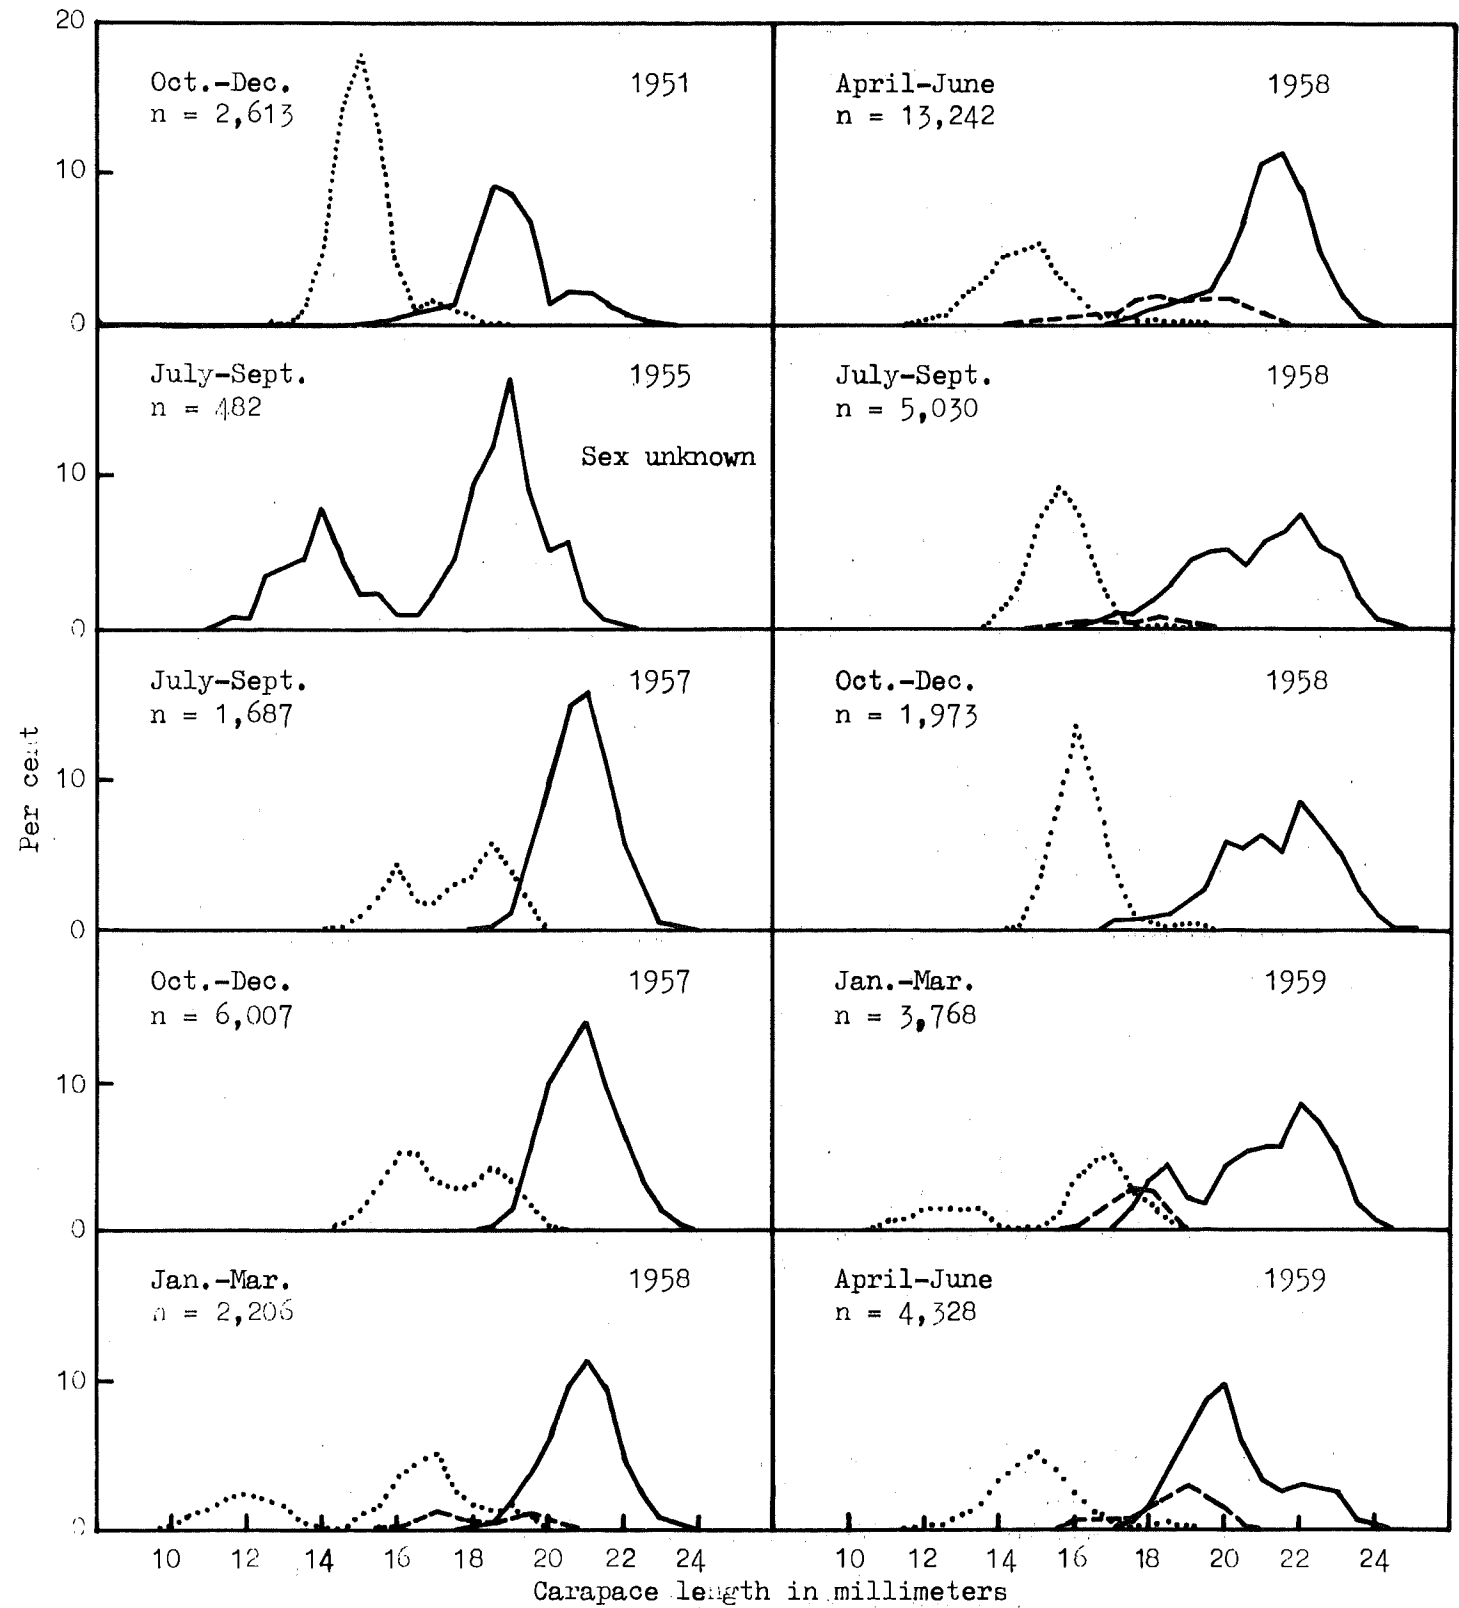 20
Oct.-Dec. 1951
n = 2,613
10
0
April-June 1958
n = 13,242
July-Sept. 1955
n = 482
Sex unknown
10
0
July-Sept. 1958
n = 5,030
July-Sept. 1957
n = 1,687
10
0
Oct.-Dec. 1958
n = 1,973
Per cent
Oct.-Dec. 1957
n = 6,007
10
0
Jan.-Mar. 1959
n = 3,768
Jan.-Mar. 1958
n = 2,206
10
0
April-June 1959
n = 4,328
10 12 14 16 18 20 22 24
10 12 14 16 18 20 22 24
Carapace length in millimeters